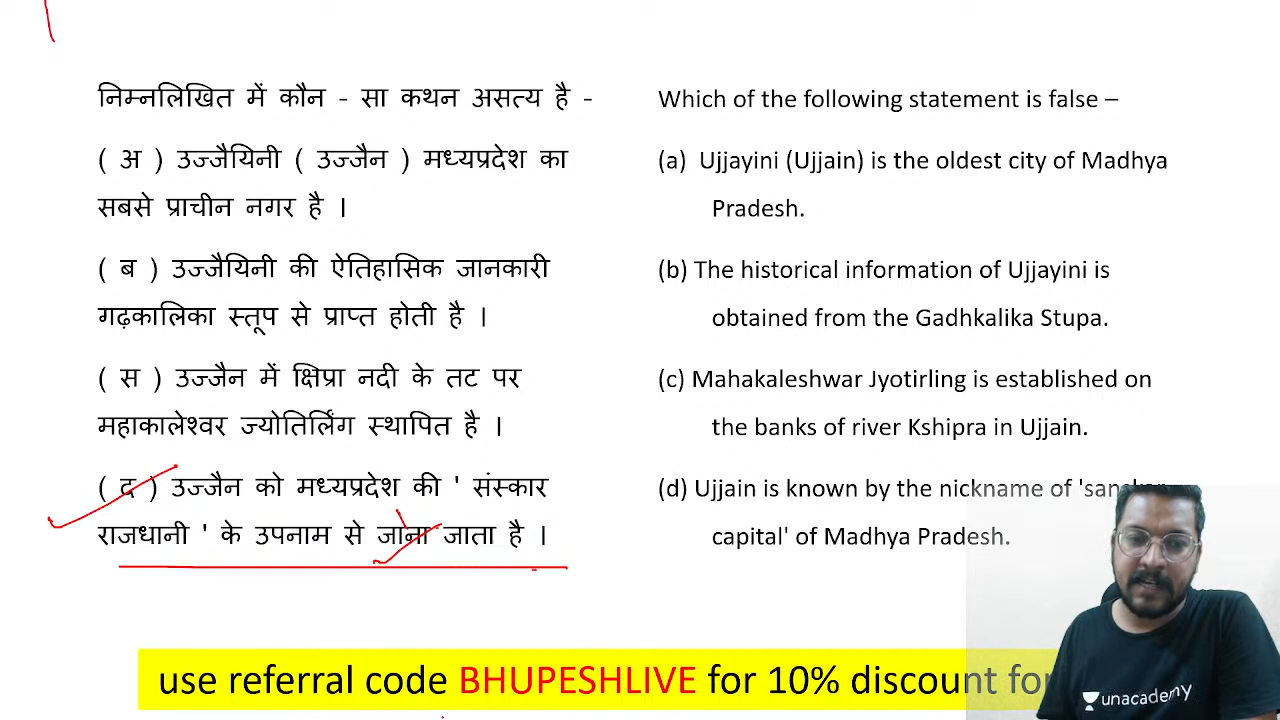 निम्नलिखित में कौन - सा कथन असत्य है -
( अ ) उज्जैयिनी ( उज्जैन ) मध्यप्रदेश का
सबसे प्राचीन नगर है ।
( ब ) उज्जैयिनी की ऐतिहासिक जानकारी
गढ़कालिका स्तूप से प्राप्त होती है ।
( स ) उज्जैन में क्षिप्रा नदी के तट पर
महाकालेश्वर ज्योतिर्लिंग स्थापित है ।
( द ) उज्जैन को मध्यप्रदेश की ' संस्कार
राजधानी ' के उपनाम से जाना जाता है ।
Which of the following statement is false –
(a) Ujjayini (Ujjain) is the oldest city of Madhya
Pradesh.
(b) The historical information of Ujjayini is
obtained from the Gadhkalika Stupa.
(c) Mahakaleshwar Jyotirling is established on
the banks of river Kshipra in Ujjain.
(d) Ujjain is known by the nickname of 'sanskar
capital' of Madhya Pradesh.
use referral code BHUPESHLIVE for 10% discount for
unacademy